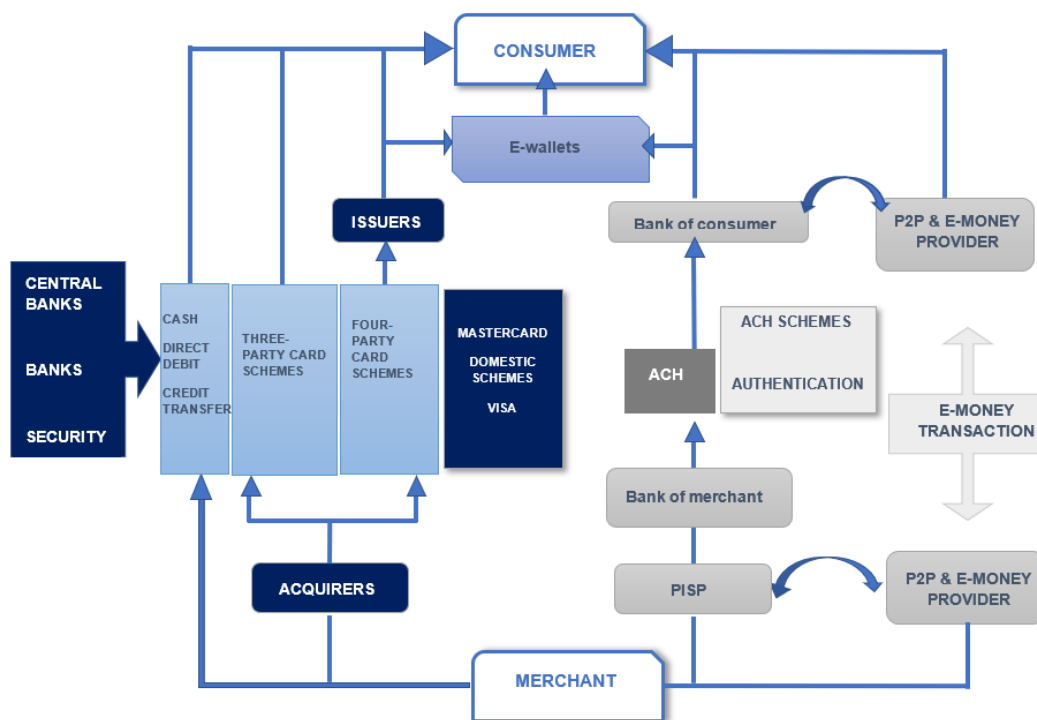 CONSUMER
E-wallets
ISSUERS
Bank of consumer
P2P & E-MONEY
PROVIDER
CENTRAL
BANKS
BANKS
SECURITY
CASH
DIRECT
DEBIT
CREDIT
TRANSFER
THREE-
PARTY CARD
SCHEMES
FOUR-
PARTY
CARD
SCHEMES
MASTERCARD
DOMESTIC
SCHEMES
VISA
ACH
ACH SCHEMES
AUTHENTICATION
E-MONEY
TRANSACTION
Bank of merchant
ACQUIRERS
PISP
P2P & E-MONEY
PROVIDER
MERCHANT